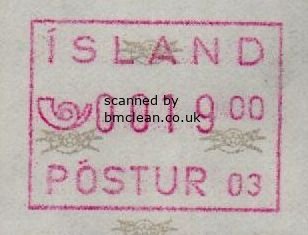 ÍSLAND
scanned by
0019 00
bmclean.co.uk
PÓSTUR 03